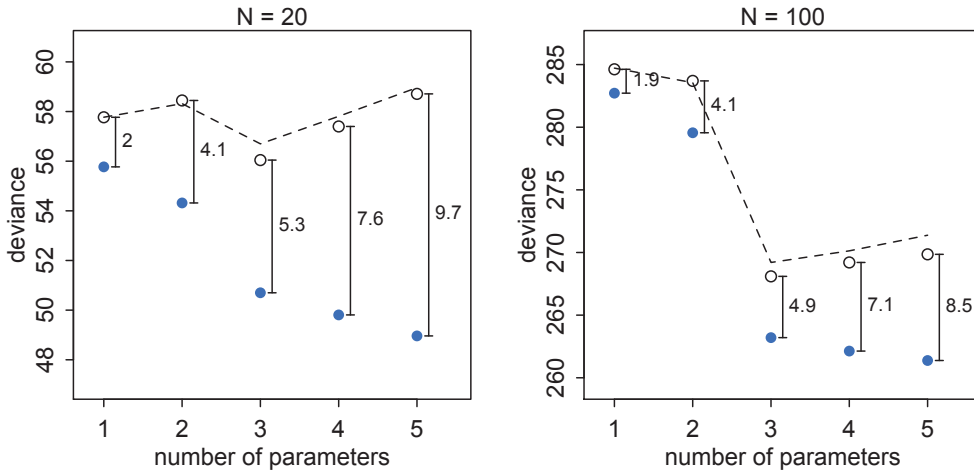 N = 20
deviance
60
58
56
54
52
50
48
2
4.1
5.3
7.6
9.7
1 2 3 4 5
number of parameters
N = 100
deviance
285
280
275
270
265
260
1.9
4.1
4.9
7.1
8.5
1 2 3 4 5
number of parameters